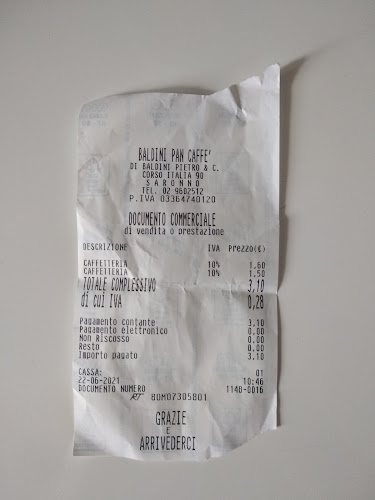 BALDINI PAN CAFFE'
DI BALDINI PIETRO & C.
CORSO ITALIA 90
SARONNO
TEL. 02 9602512
P.IVA 03364740120
DOCUMENTO COMMERCIALE
di vendita o prestazione
DESCRIZIONE IVA Prezzo(€)
CAFFETTERIA 10% 1,60
CAFFETTERIA 10% 1,50
TOTALE COMPLESSIVO 3,10
di cui IVA 0,28
Pagamento contante 3,10
Pagamento elettronico 0,00
Non Riscosso 0,00
Resto 0,00
Importo pagato 3,10
CASSA: 01
22-06-2021 10:46
DOCUMENTO NUMERO 1140-0016
RT 80M07305801
GRAZIE
E
ARRIVEDERCI